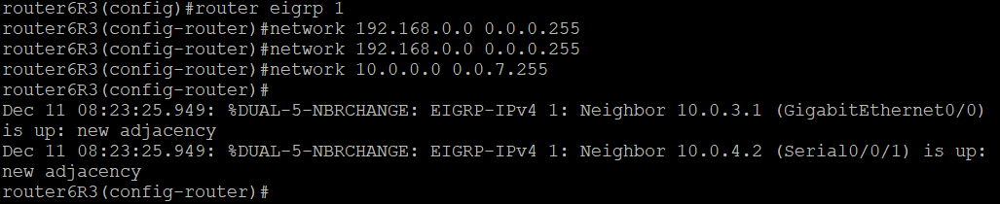 router6R3(config)#router eigrp 1
router6R3(config-router)#network 192.168.0.0 0.0.0.255
router6R3(config-router)#network 192.168.0.0 0.0.0.255
router6R3(config-router)#network 10.0.0.0 0.0.7.255
router6R3(config-router)#
Dec 11 08:23:25.949: %DUAL-5-NBRCHANGE: EIGRP-IPv4 1: Neighbor 10.0.3.1 (GigabitEthernet0/0)
is up: new adjacency
Dec 11 08:23:25.949: %DUAL-5-NBRCHANGE: EIGRP-IPv4 1: Neighbor 10.0.4.2 (Serial0/0/1) is up:
new adjacency
router6R3(config-router)#